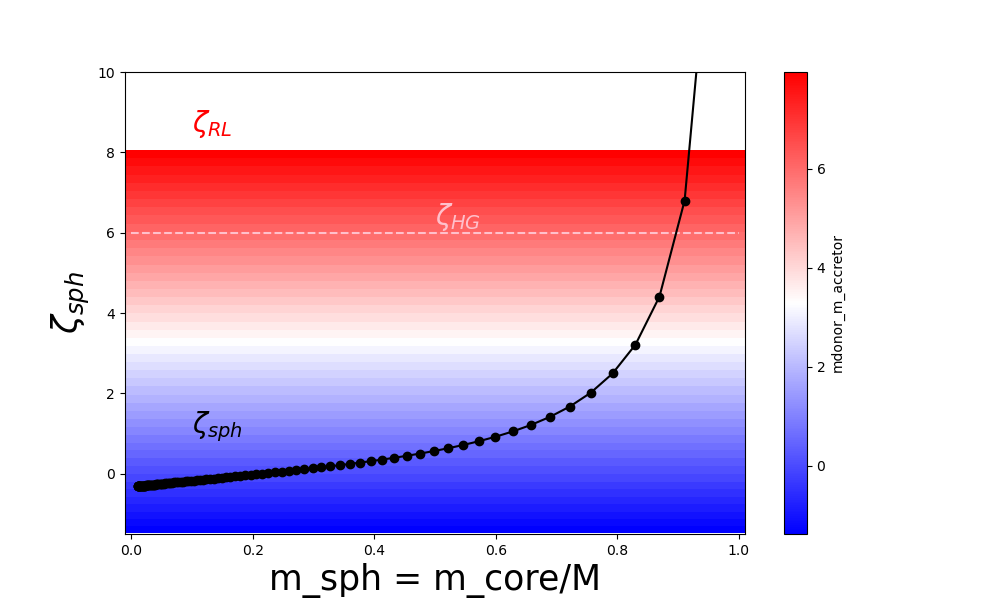 10
8
6
4
2
0
ζ_sph
ζ_RL
ζ_HG
ζ_sph
0.0 0.2 0.4 0.6 0.8 1.0
m_sph = m_core/M
6
4
2
0
mdonor_m_accretor